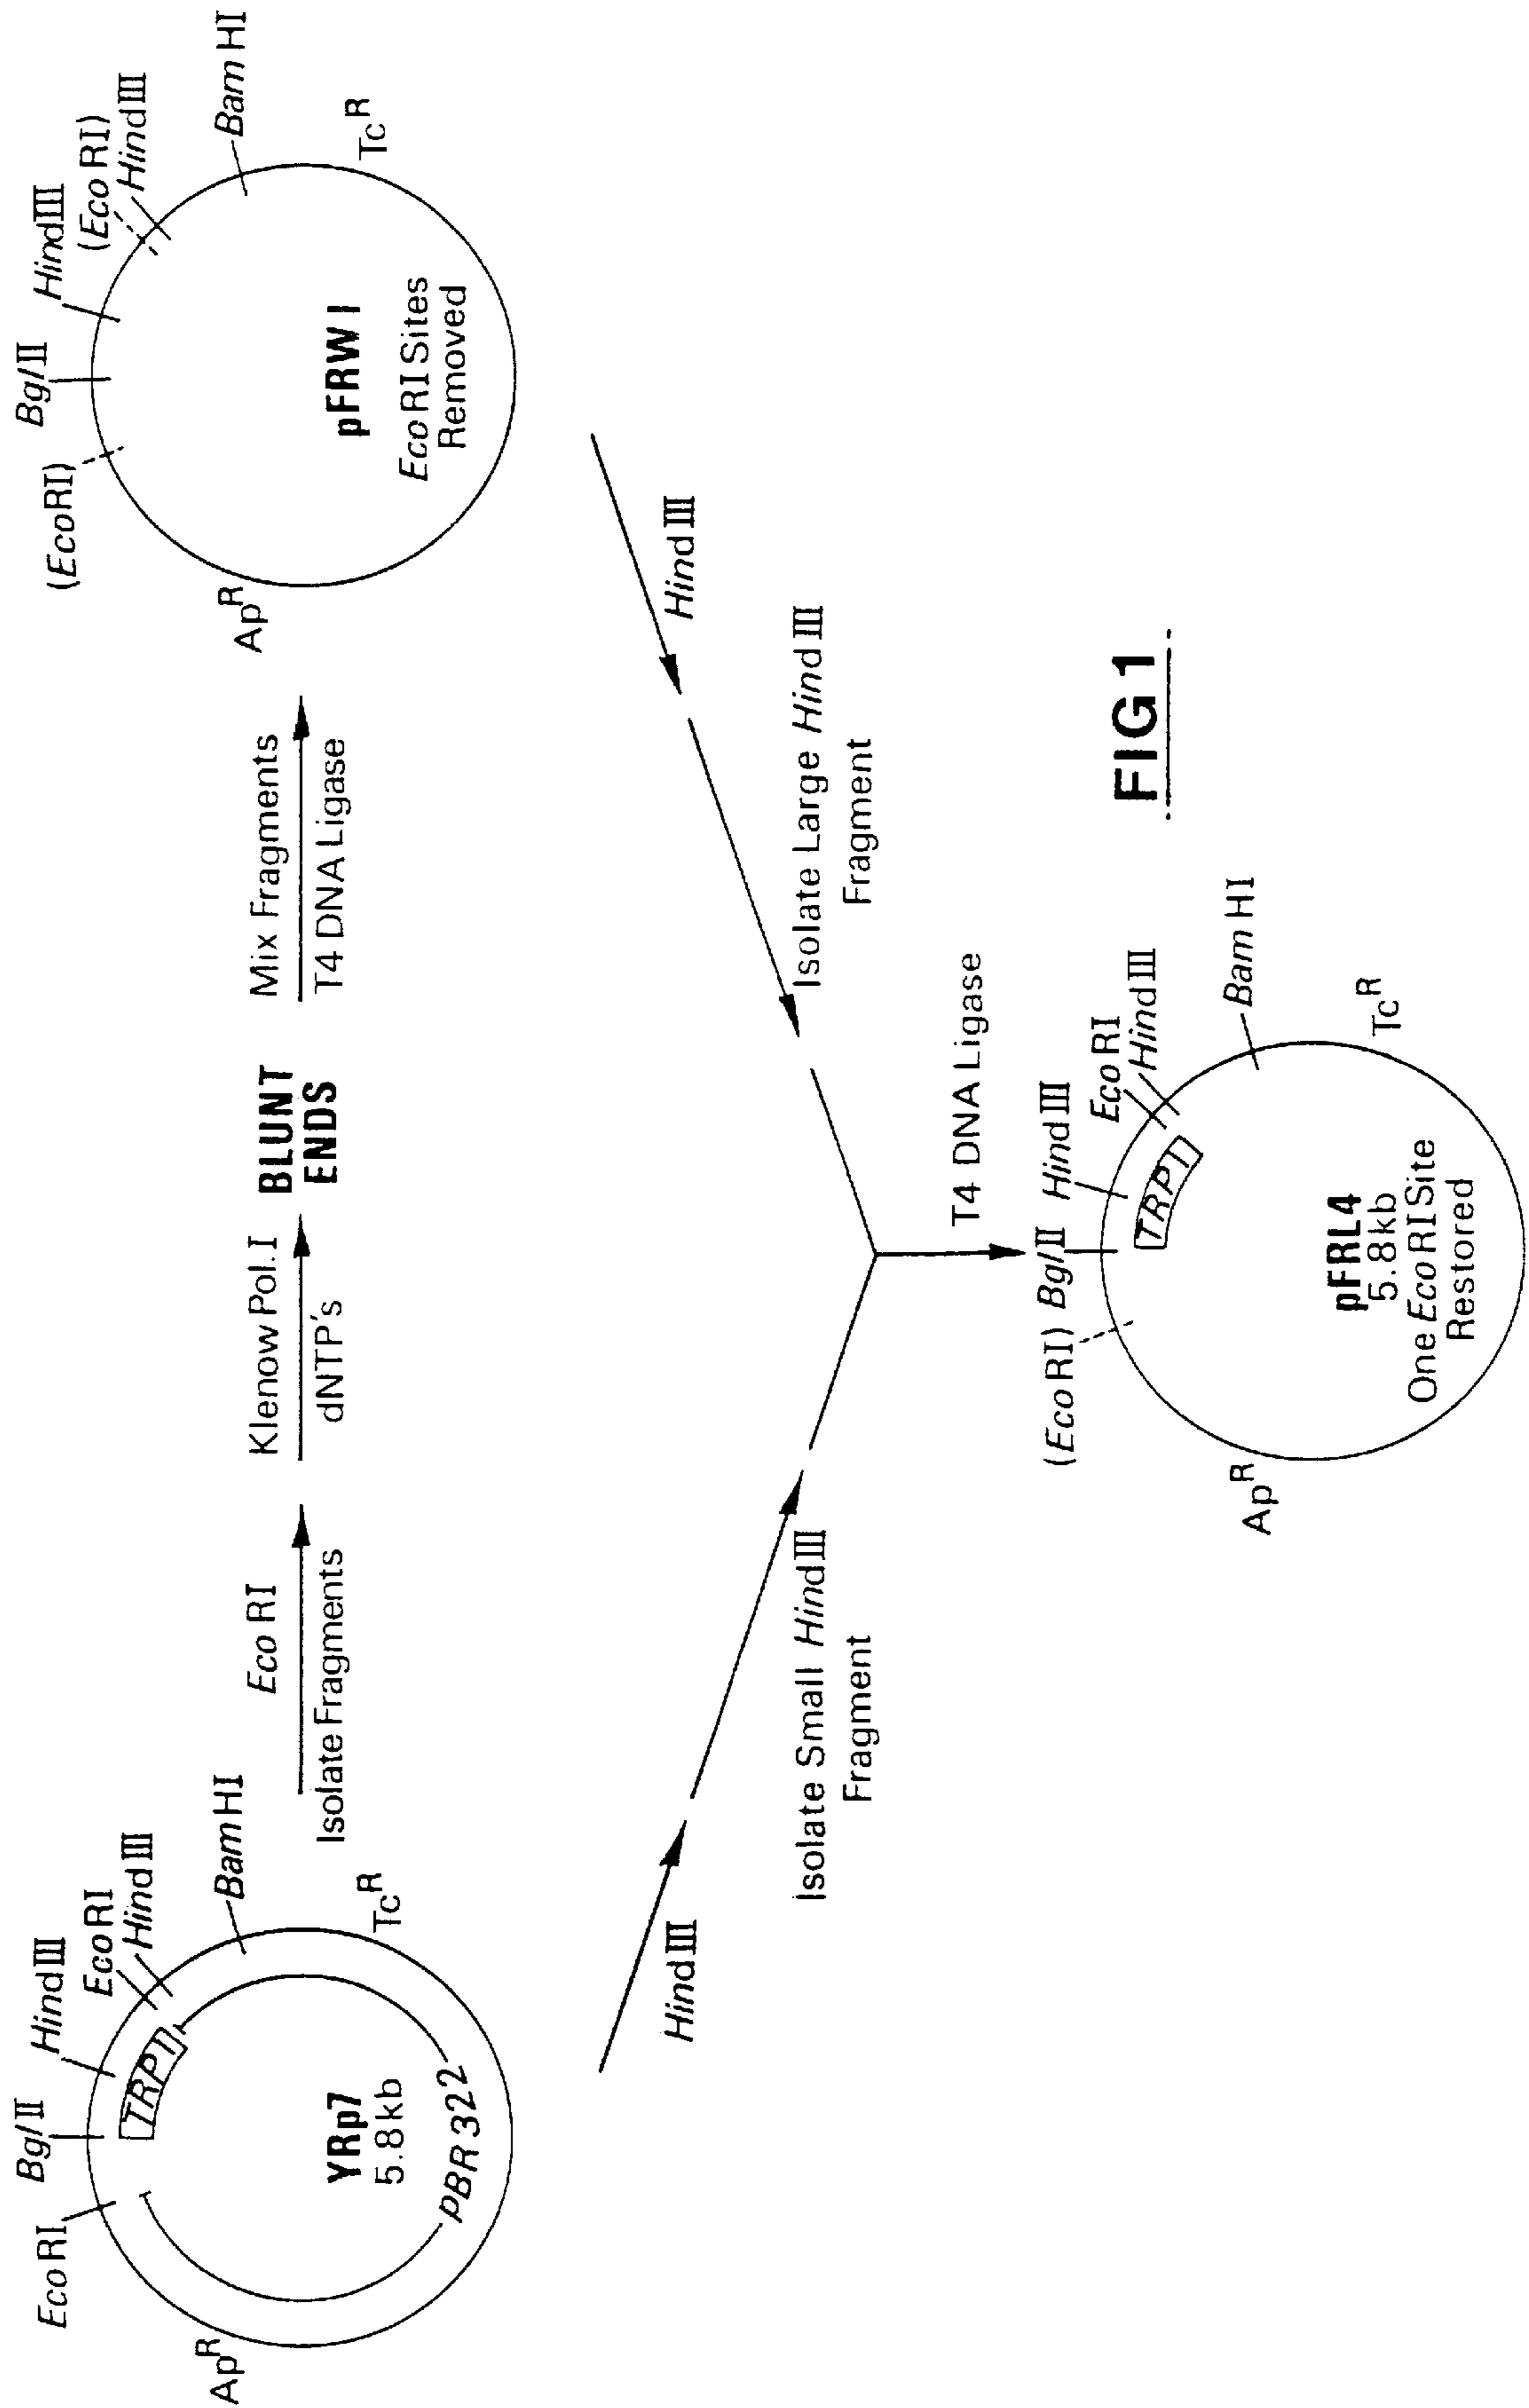 EcoRI
BglII
HindIII
EcoRI
HindIII
BamHI
ApR
TcR
TRP1
YRp7
5.8kb
pBR322
EcoRI
Isolate Fragments
Klenow Pol.I
dNTP's
BLUNT
ENDS
Mix Fragments
T4 DNA Ligase
(EcoRI)
BglII
HindIII
(EcoRI)
HindIII
BamHI
ApR
TcR
pFRW1
EcoRI Sites
Removed
HindIII
Isolate Small HindIII
Fragment
HindIII
Isolate Large HindIII
Fragment
T4 DNA Ligase
(EcoRI)
BglII
HindIII
EcoRI
HindIII
BamHI
ApR
TcR
TRP1
pFRL4
5.8kb
One EcoRI Site
Restored
FIG 1